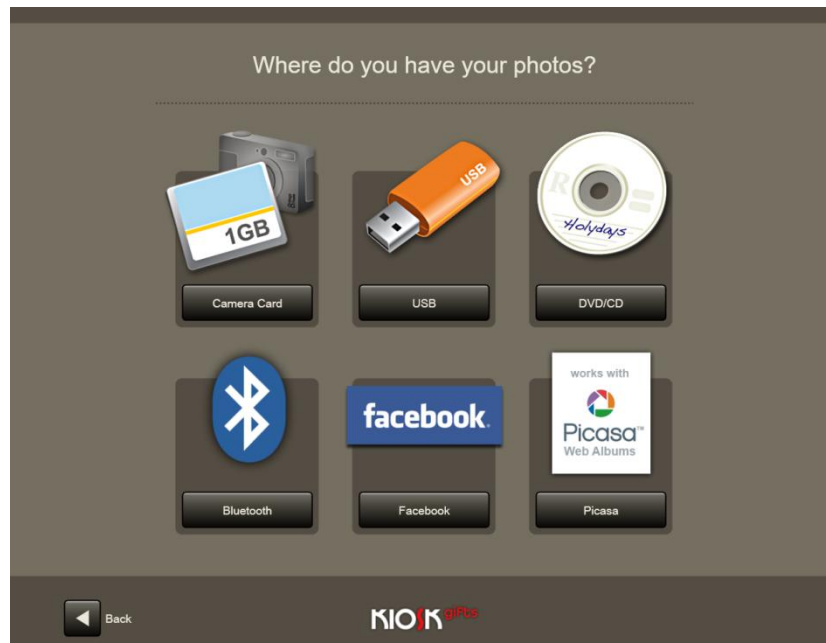 Where do you have your photos?
1GB
USB
R
Holydays
Camera Card
USB
DVD/CD
works with
Picasa™
Web Albums
facebook.
Bluetooth
Facebook
Picasa
Back
KIOSK gifts